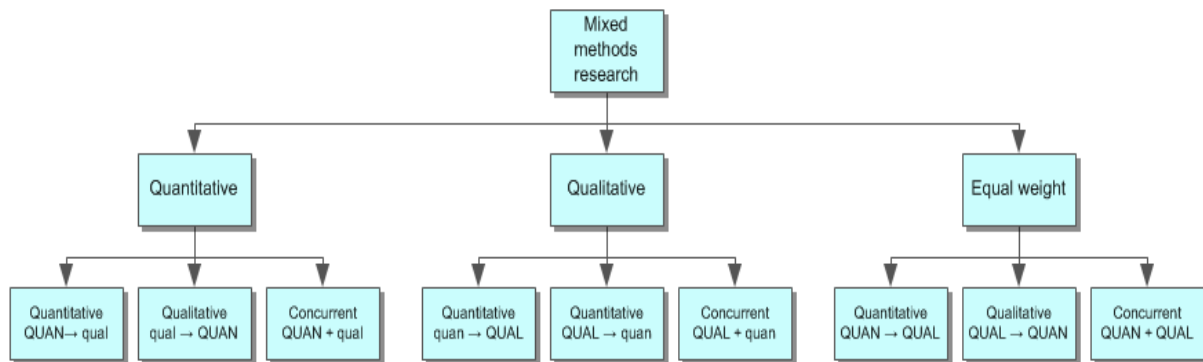 Mixed
methods
research
Quantitative
Qualitative
Equal weight
Quantitative
QUAN→ qual
Qualitative
qual → QUAN
Concurrent
QUAN + qual
Quantitative
quan → QUAL
Quantitative
QUAL → quan
Concurrent
QUAL + quan
Quantitative
QUAN → QUAL
Qualitative
QUAL → QUAN
Concurrent
QUAN + QUAL